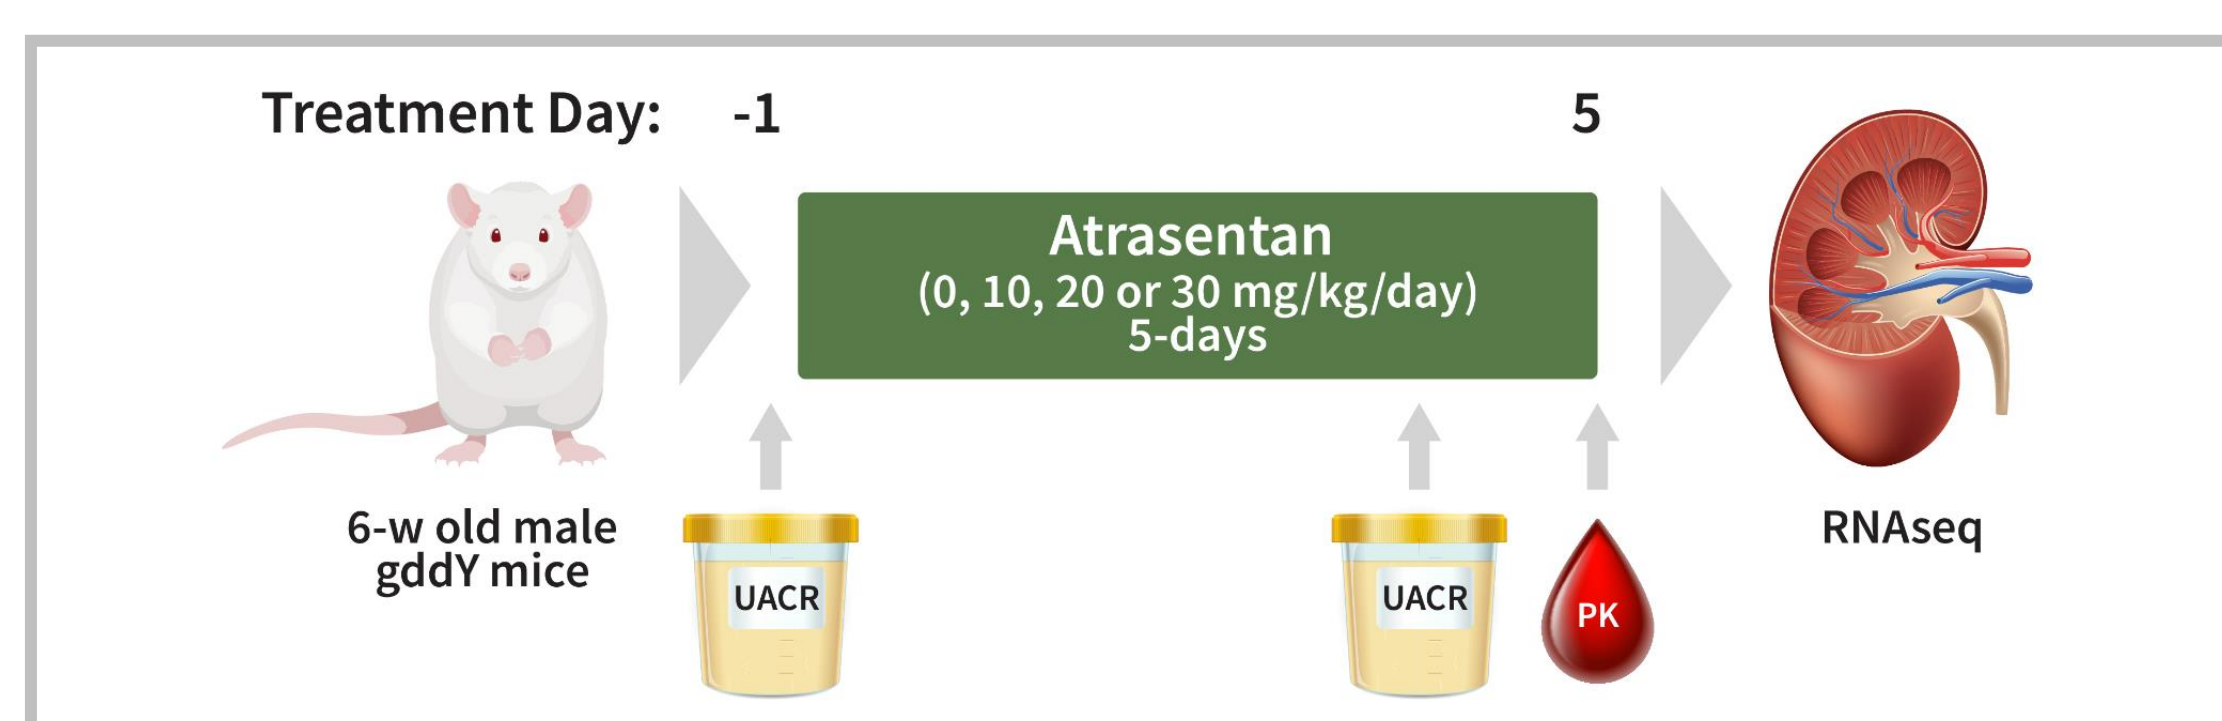 Treatment Day: -1 5
Atrasentan
(0, 10, 20 or 30 mg/kg/day)
5-days
6-w old male
gddY mice
UACR
UACR
PK
RNAseq